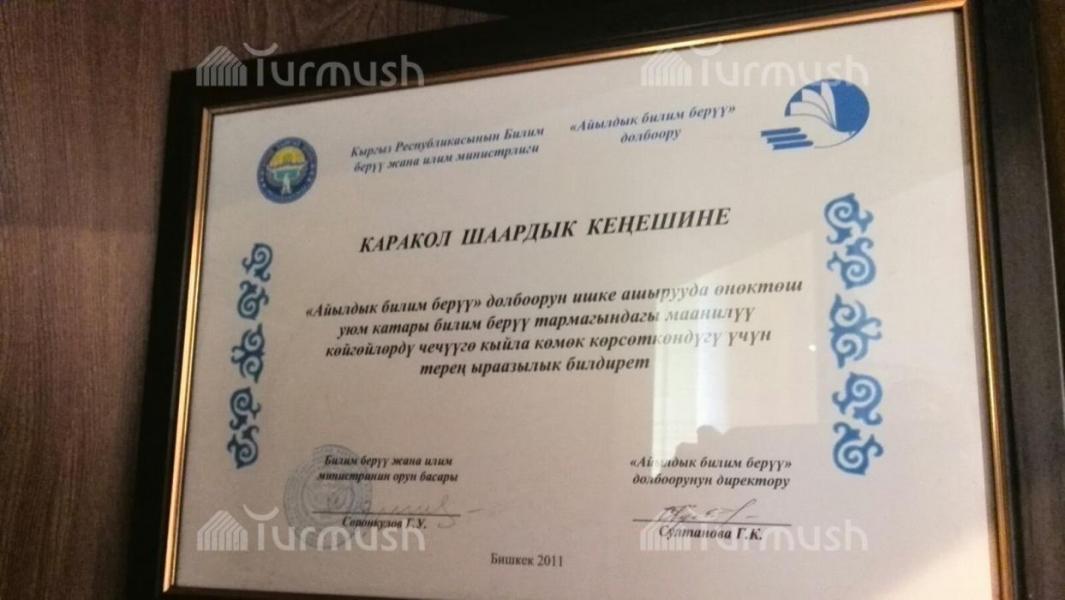 Turmush Turmush
Кыргыз Республикасынын Билим
берүү жана илим министрлиги
«Айылдык билим берүү»
долбоору
КАРАКОЛ ШААРДЫК КЕҢЕШИНЕ
«Айылдык билим берүү» долбоорун ишке ашырууда өнөктөш
уюм катары билим берүү тармагындагы маанилүү
көйгөйлөрдү чечүүгө кыйла көмөк көрсөткөндүгү үчүн
терең ыраазылык билдирет
Билим берүү жана илим
министринин орун басары
Соронкулов Г.У.
«Айылдык билим берүү»
долбоорунун директору
Султанова Г.К.
Turmush Turmush
Бишкек 2011